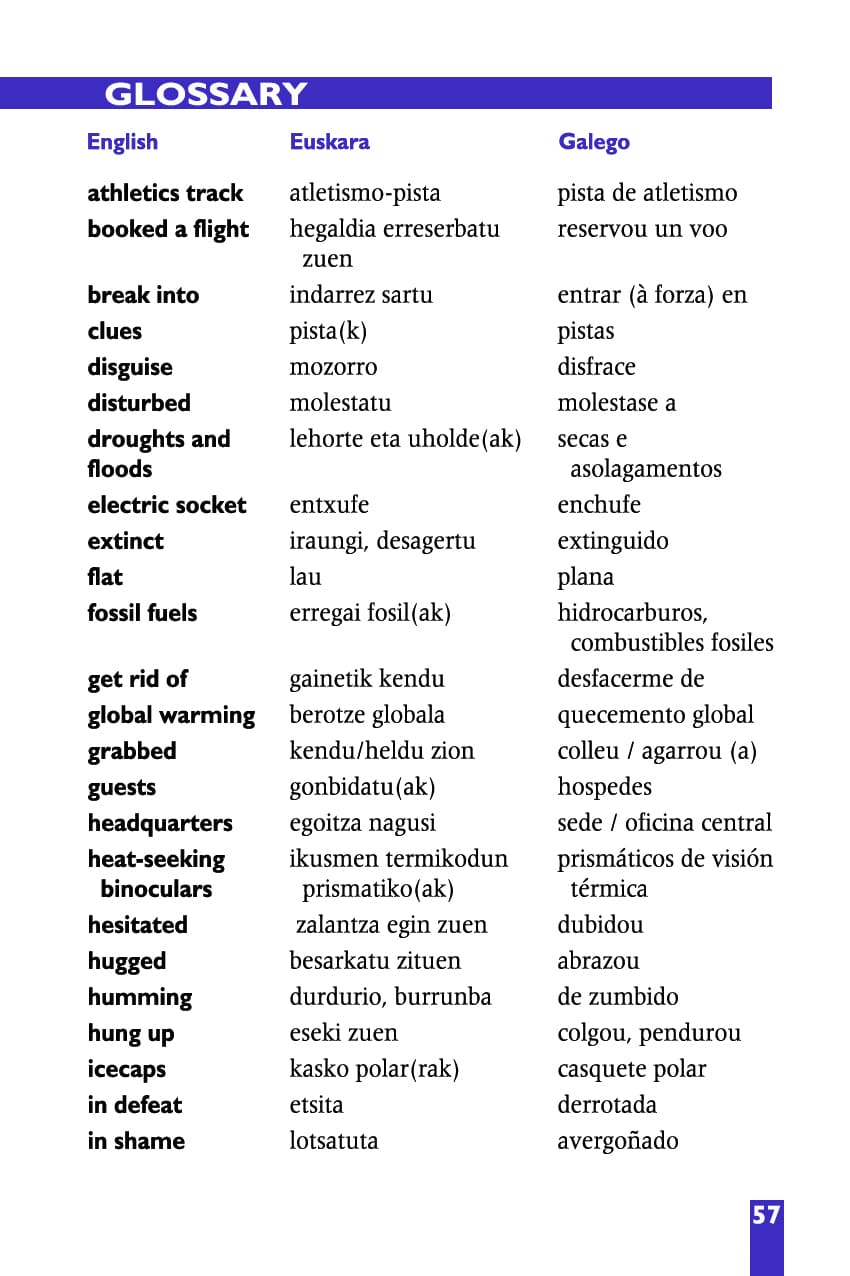 GLOSSARY
English Euskara Galego
athletics track atletismo-pista pista de atletismo
booked a flight hegaldia erreserbatu reservou un voo
zuen
break into indarrez sartu entrar (à forza) en
clues pista(k) pistas
disguise mozorro disfrace
disturbed molestatu molestase a
droughts and lehorte eta uholde(ak) secas e
floods asolagamentos
electric socket entxufe enchufe
extinct iraungi, desagertu extinguido
flat lau plana
fossil fuels erregai fosil(ak) hidrocarburos,
combustibles fosiles
get rid of gainetik kendu desfacerme de
global warming berotze globala quecemento global
grabbed kendu/heldu zion colleu / agarrou (a)
guests gonbidatu(ak) hospedes
headquarters egoitza nagusi sede / oficina central
heat-seeking ikusmen termikodun prismáticos de visión
binoculars prismatiko(ak) térmica
hesitated zalantza egin zuen dubidou
hugged besarkatu zituen abrazou
humming durdurio, burrunba de zumbido
hung up eseki zuen colgou, pendurou
icecaps kasko polar(rak) casquete polar
in defeat etsita derrotada
in shame lotsatuta avergoñado
57